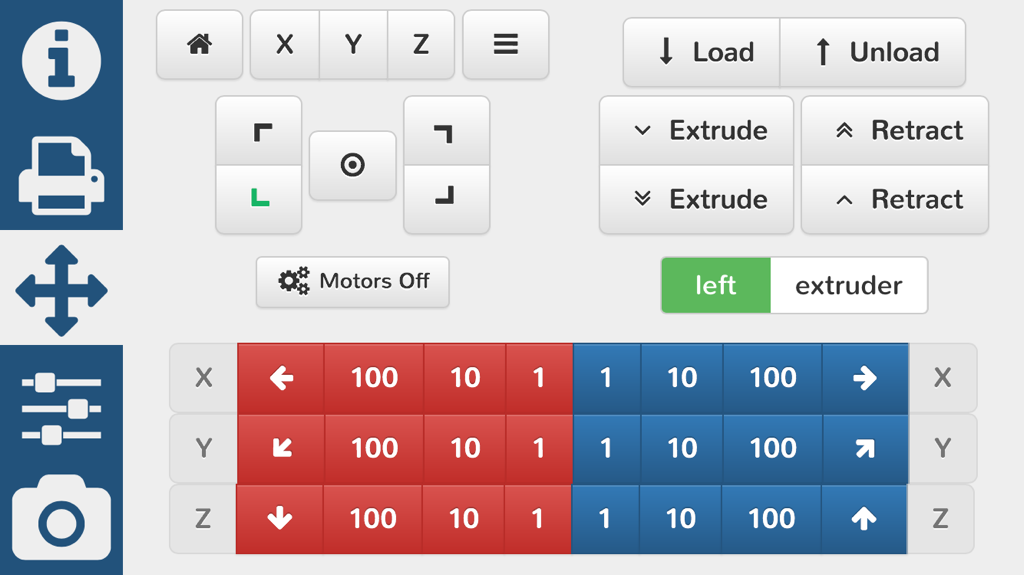 X Y Z
Load Unload
Extrude Retract
Extrude Retract
Motors Off
left extruder
X 100 10 1 1 10 100 X
Y 100 10 1 1 10 100 Y
Z 100 10 1 1 10 100 Z